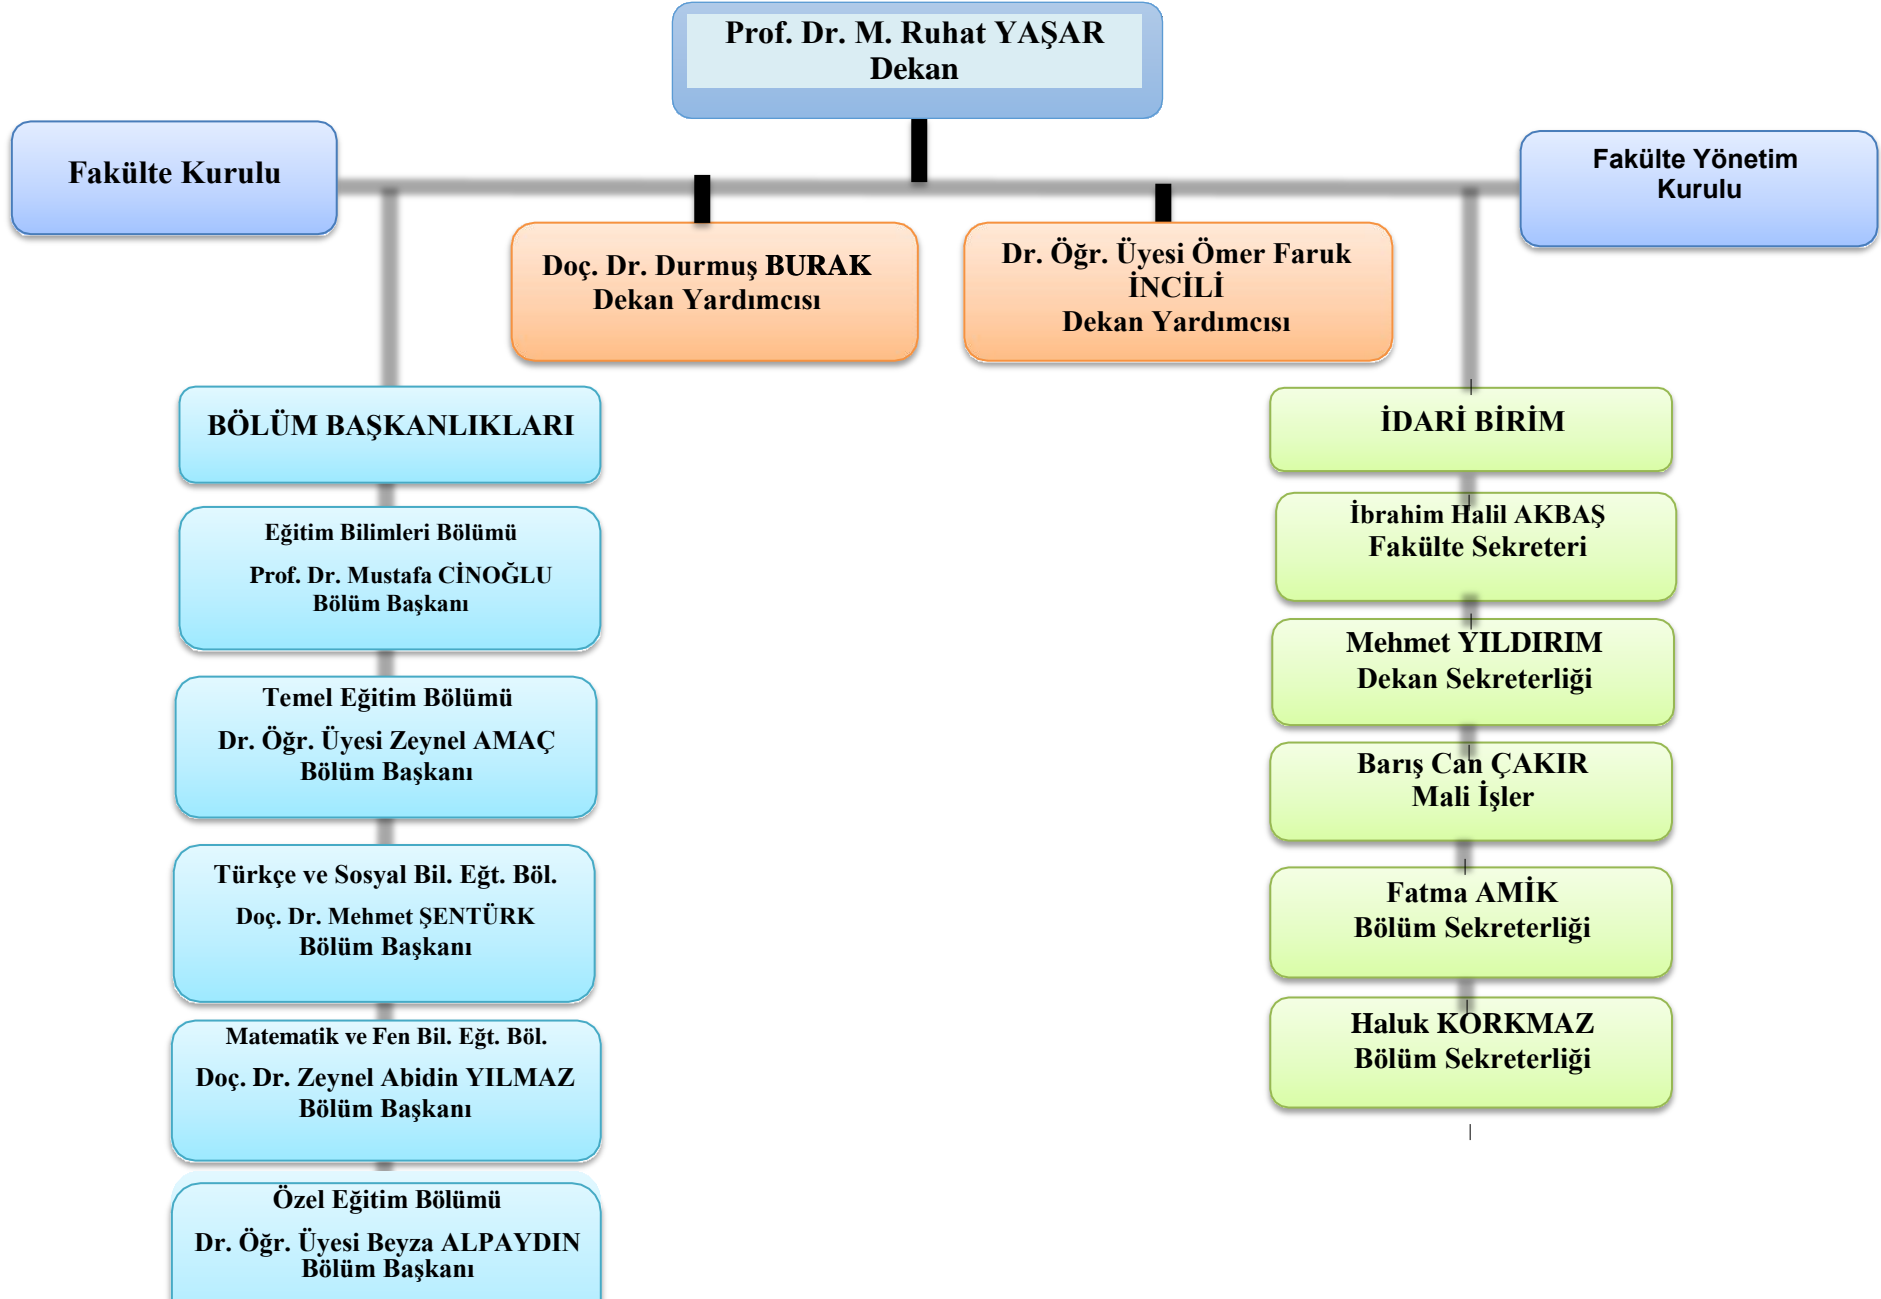 Prof. Dr. M. Ruhat YAŞAR
Dekan
Fakülte Kurulu
Fakülte Yönetim
Kurulu
Doç. Dr. Durmuş BURAK
Dekan Yardımcısı
Dr. Öğr. Üyesi Ömer Faruk
İNCİLİ
Dekan Yardımcısı
BÖLÜM BAŞKANLIKLARI
Eğitim Bilimleri Bölümü
Prof. Dr. Mustafa CİNOĞLU
Bölüm Başkanı
Temel Eğitim Bölümü
Dr. Öğr. Üyesi Zeynel AMAÇ
Bölüm Başkanı
Türkçe ve Sosyal Bil. Eğt. Böl.
Doç. Dr. Mehmet ŞENTÜRK
Bölüm Başkanı
Matematik ve Fen Bil. Eğt. Böl.
Doç. Dr. Zeynel Abidin YILMAZ
Bölüm Başkanı
Özel Eğitim Bölümü
Dr. Öğr. Üyesi Beyza ALPAYDIN
Bölüm Başkanı
İDARİ BİRİM
İbrahim Halil AKBAŞ
Fakülte Sekreteri
Mehmet YILDIRIM
Dekan Sekreterliği
Barış Can ÇAKIR
Mali İşler
Fatma AMİK
Bölüm Sekreterliği
Haluk KORKMAZ
Bölüm Sekreterliği